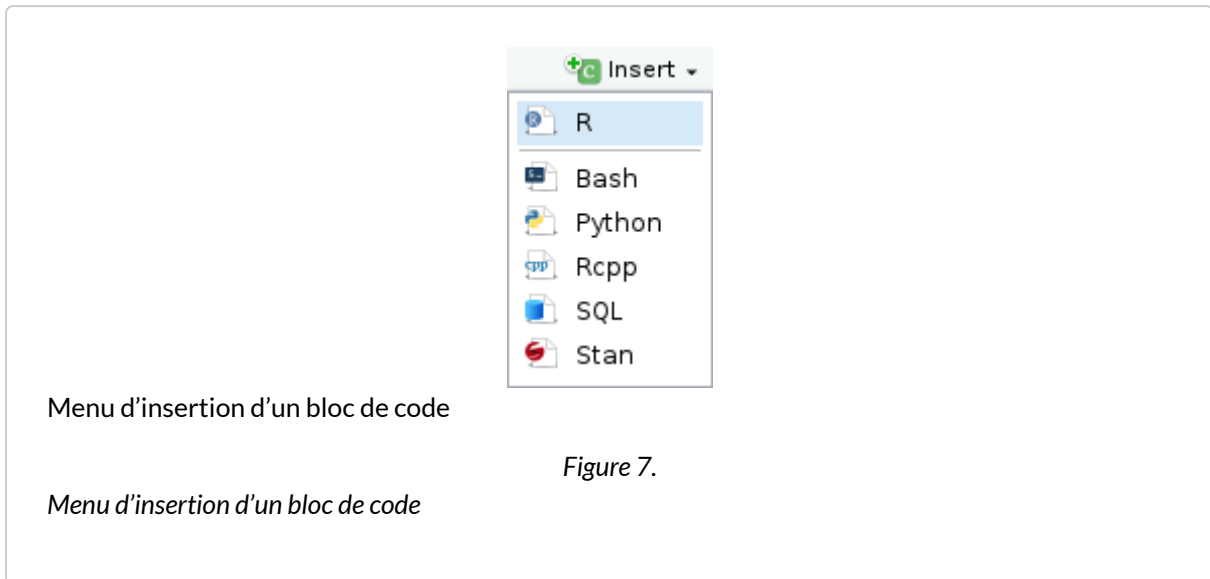 Insert
R
Bash
Python
Rcpp
SQL
Stan
Menu d’insertion d’un bloc de code
Figure 7.
Menu d’insertion d’un bloc de code